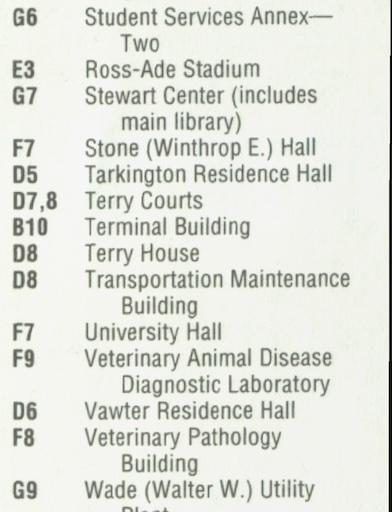 G6 Student Services Annex—
Two
E3 Ross-Ade Stadium
G7 Stewart Center (includes
main library)
F7 Stone (Winthrop E.) Hall
D5 Tarkington Residence Hall
D7,8 Terry Courts
B10 Terminal Building
D8 Terry House
D8 Transportation Maintenance
Building
F7 University Hall
F9 Veterinary Animal Disease
Diagnostic Laboratory
D6 Vawter Residence Hall
F8 Veterinary Pathology
Building
G9 Wade (Walter W.) Utility